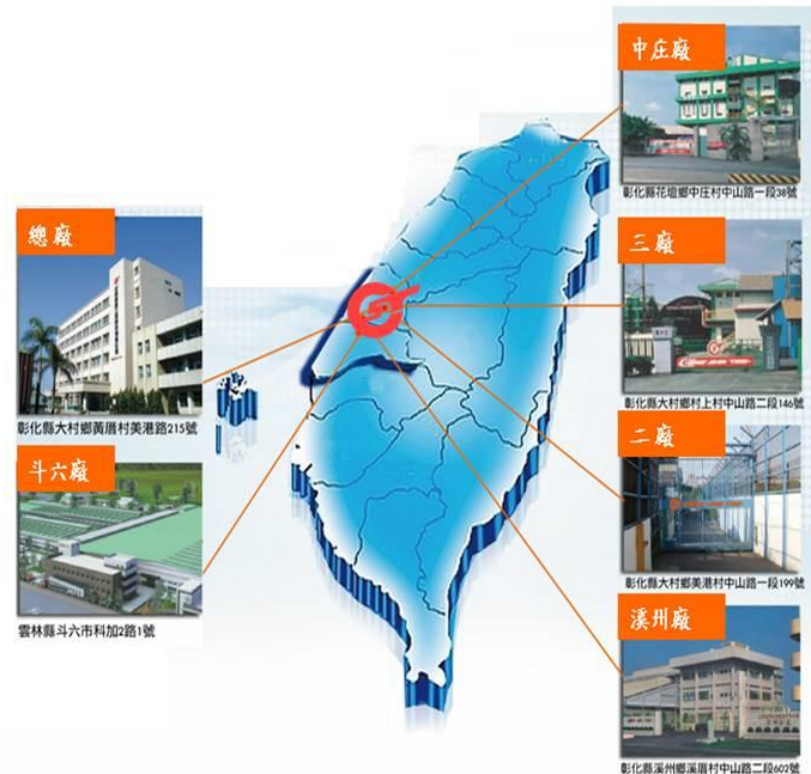 中庄廠
彰化縣花壇鄉中庄村中山路一段38號
總廠
彰化縣大村鄉黃厝村美港路215號
三廠
彰化縣大村鄉村上村中山路二段146號
斗六廠
雲林縣斗六市科加2路1號
二廠
彰化縣大村鄉美港村中山路一段199號
溪州廠
彰化縣溪州鄉溪厝村中山路二段602號